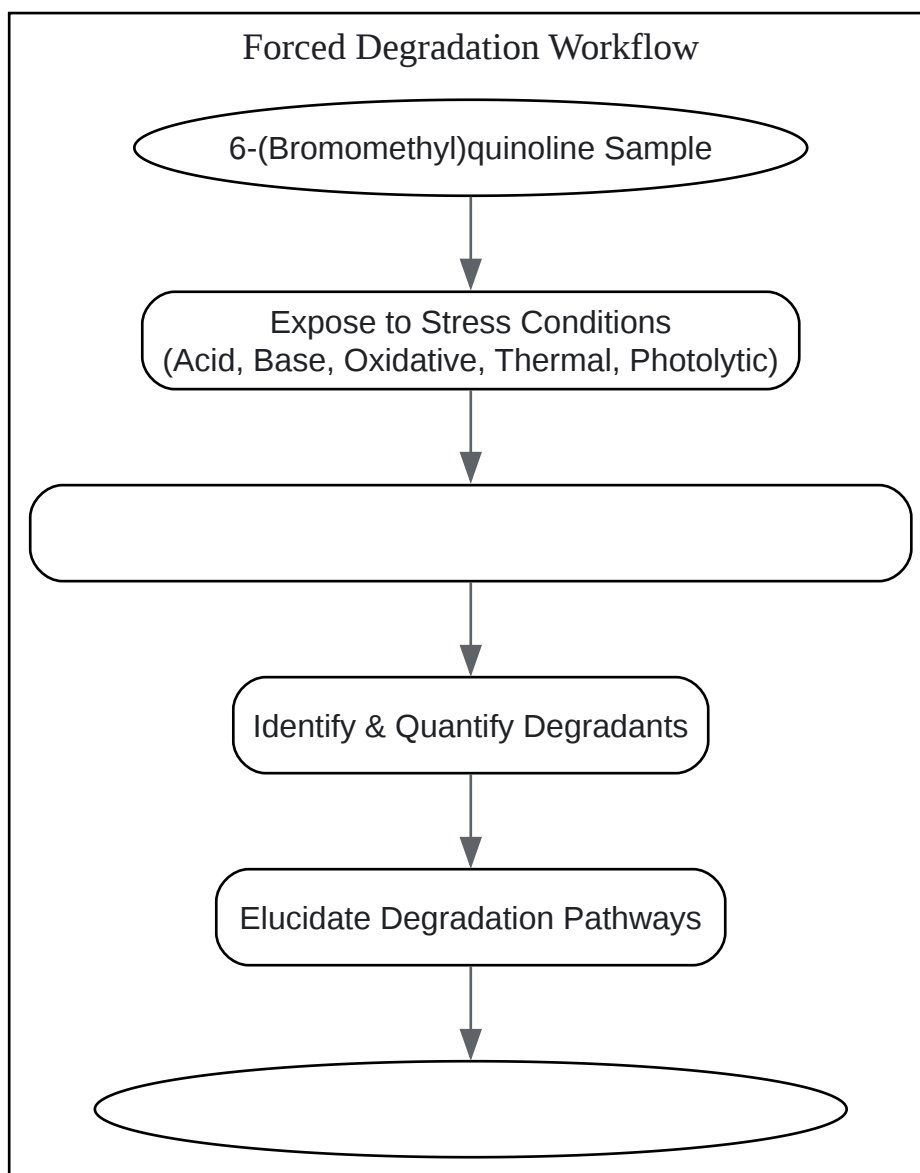 Forced Degradation Workflow
6-(Bromomethyl)quinoline Sample
Expose to Stress Conditions
(Acid, Base, Oxidative, Thermal, Photolytic)
Identify & Quantify Degradants
Elucidate Degradation Pathways